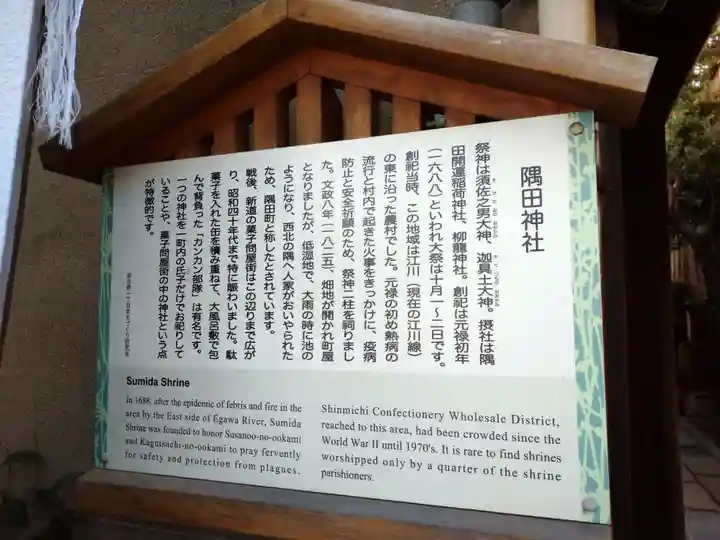 隅田神社
祭神は須佐之男大神、迦具土大神。摂社は隅
田開運稲荷神社、柳龍神社。創祀は元禄初年
(一六八八)といわれ大祭は十月一〜二日です。
創祀当時、この地域は江川(現在の江川線)
の東に沿った農村でした。元禄の初め熱病の
流行と村内で起きた火事をきっかけに、疫病
防止と安全祈願のため、祭神二柱を祠りまし
た。文政八年(一八二五)、畑地が開かれ町屋
となりましたが、低湿地で、大雨の時に池の
ようになり、西北の隅へ人家がおいやられた
ため、隅田町と称したとされています。
戦後、新道の菓子問屋街はこの辺りまで広が
り、昭和四十年代まで特に賑わいました。駄
菓子を入れた缶を積み重ねて、大風呂敷で包
んで背負った「カンカン部隊」は有名です。
一つの神社を一町内の氏子だけでお祀りして
いることや、菓子問屋街の中の神社という点
が特徴的です。
Sumida Shrine
In 1688, after the epidemic of febris and fire in the
area by the East side of Egawa River, Sumida
Shrine was founded to honor Susanoo-no-ookami
and Kagutsuchi-no-ookami to pray fervently
for safety and protection from plagues.
Shinmichi Confectionery Wholesale District,
reached to this area, had been crowded since the
World War II until 1970's. It is rare to find shrines
worshipped only by a quarter of the shrine
parishioners.